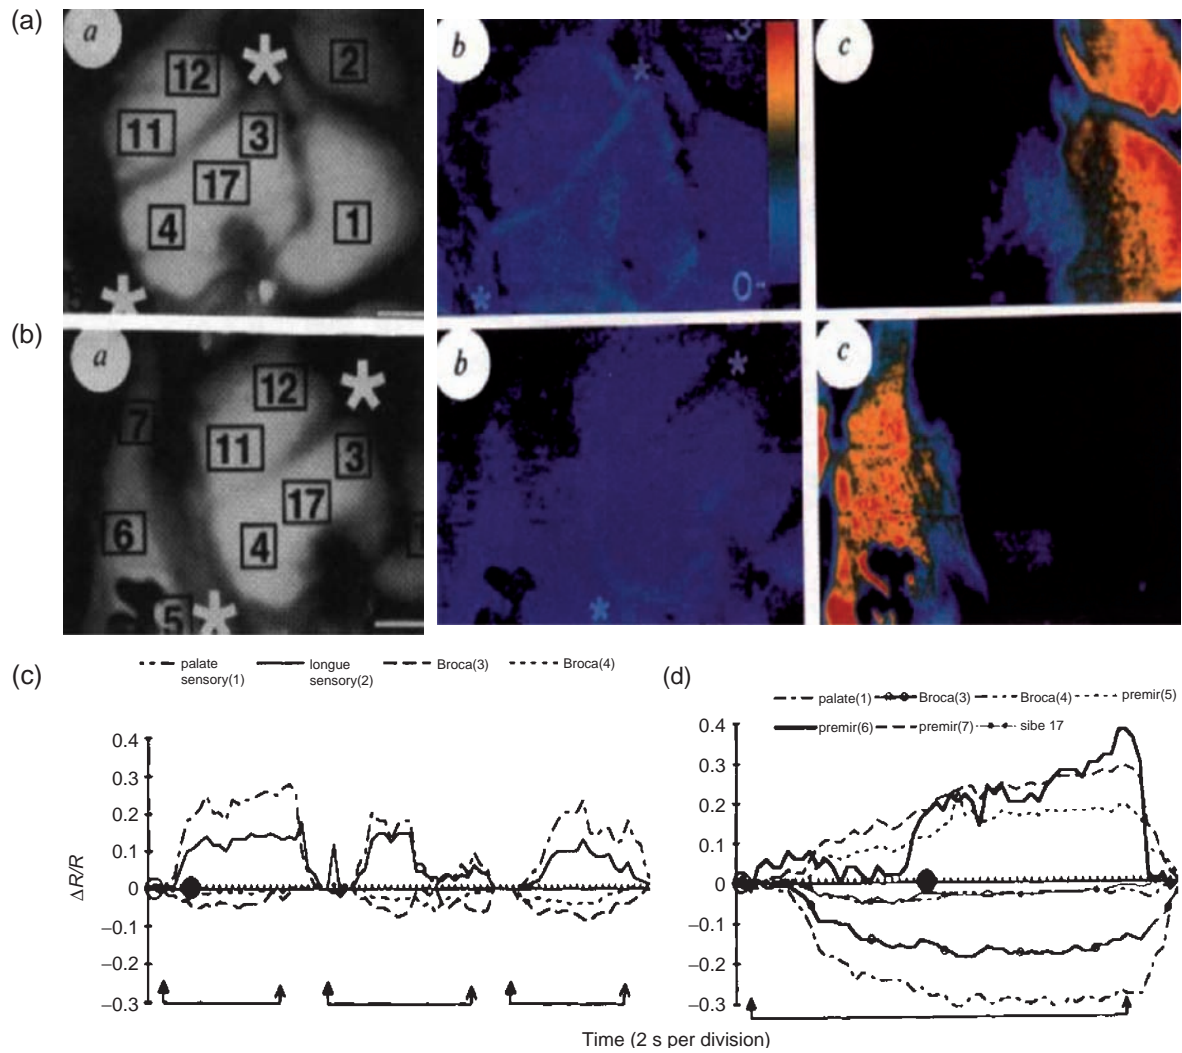 (a)
a
12
2
11
3
17
4
1
b
.3-
0-
c
(b)
a
7
12
11
3
6
17
4
5
b
c
(c)
palate sensory(1) longue sensory(2) Broca(3) Broca(4)
0.4
0.3
0.2
0.1
0
–0.1
–0.2
–0.3
ΔR/R
(d)
palate(1) Broca(3) Broca(4) premir(5)
premir(6) premir(7) sibe 17
0.4
0.3
0.2
0.1
0
–0.1
–0.2
–0.3
Time (2 s per division)